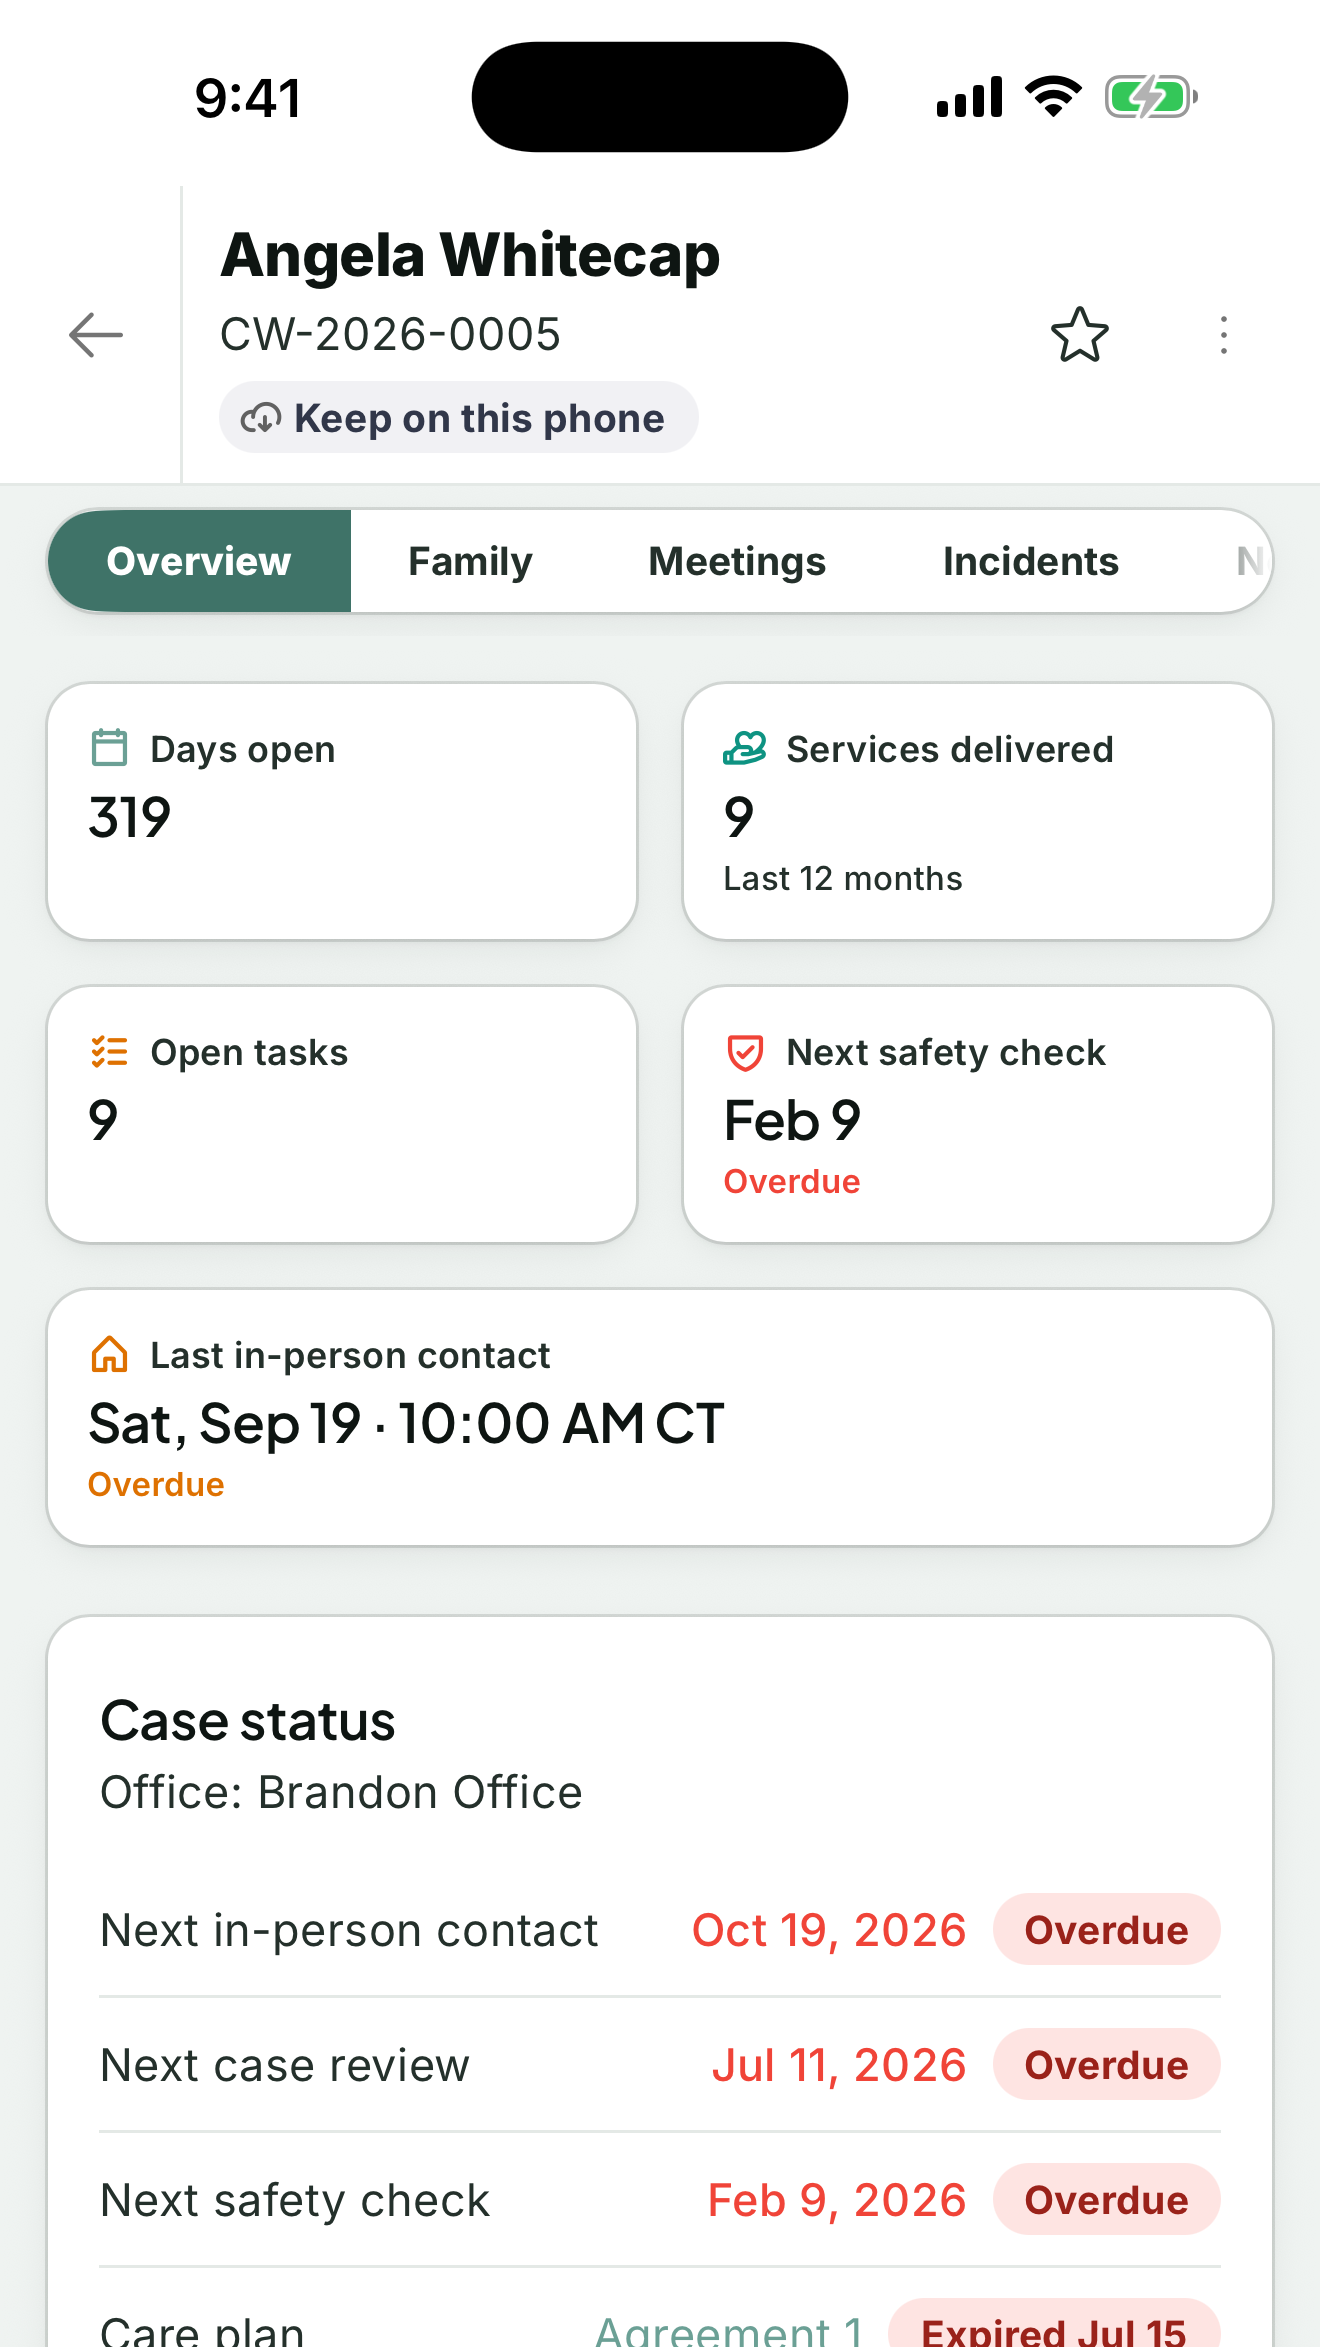 9:41
Angela Whitecap
CW-2026-0005
Keep on this phone
Overview Family Meetings Incidents N
Days open
319
Services delivered
9
Last 12 months
Open tasks
9
Next safety check
Feb 9
Overdue
Last in-person contact
Sat, Sep 19 · 10:00 AM CT
Overdue
Case status
Office: Brandon Office
Next in-person contact Oct 19, 2026 Overdue
Next case review Jul 11, 2026 Overdue
Next safety check Feb 9, 2026 Overdue
Care plan Agreement 1 Expired Jul 15